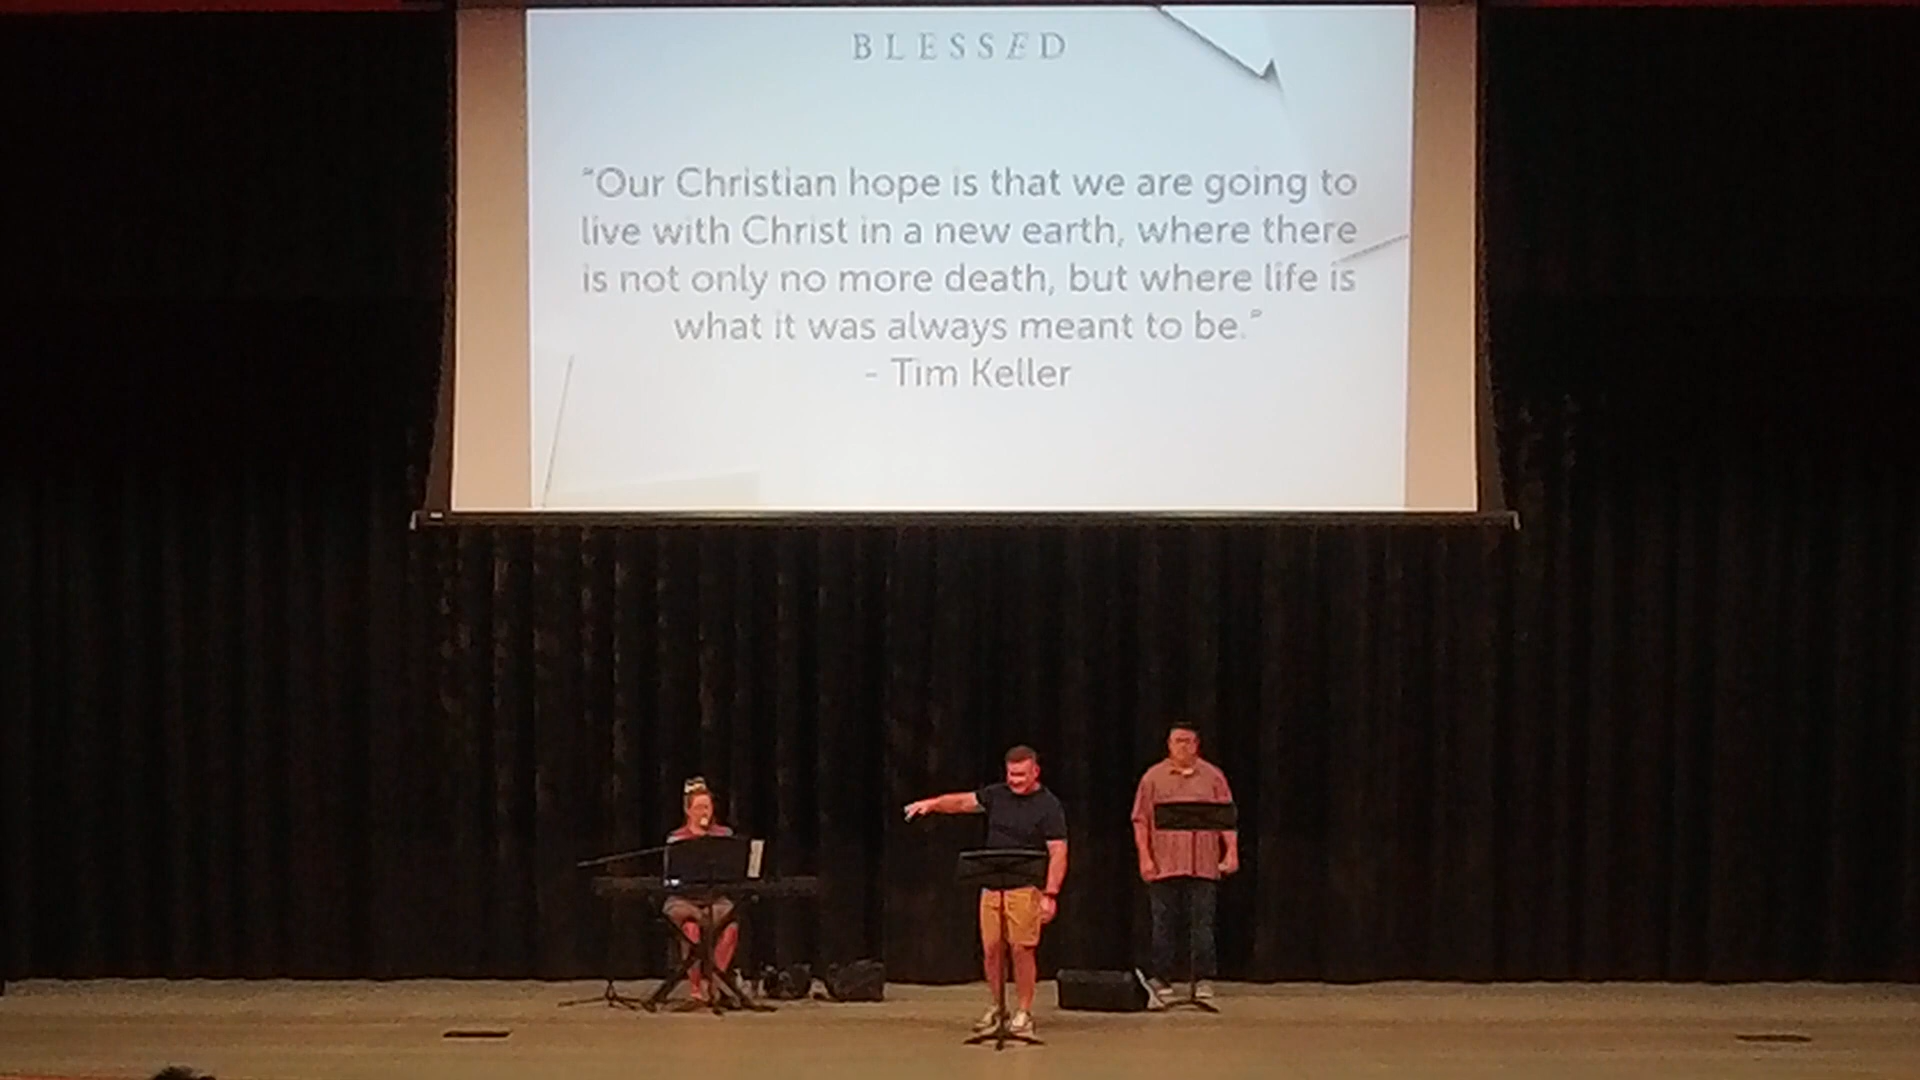 BLESSED
"Our Christian hope is that we are going to
live with Christ in a new earth, where there
is not only no more death, but where life is
what it was always meant to be."
- Tim Keller